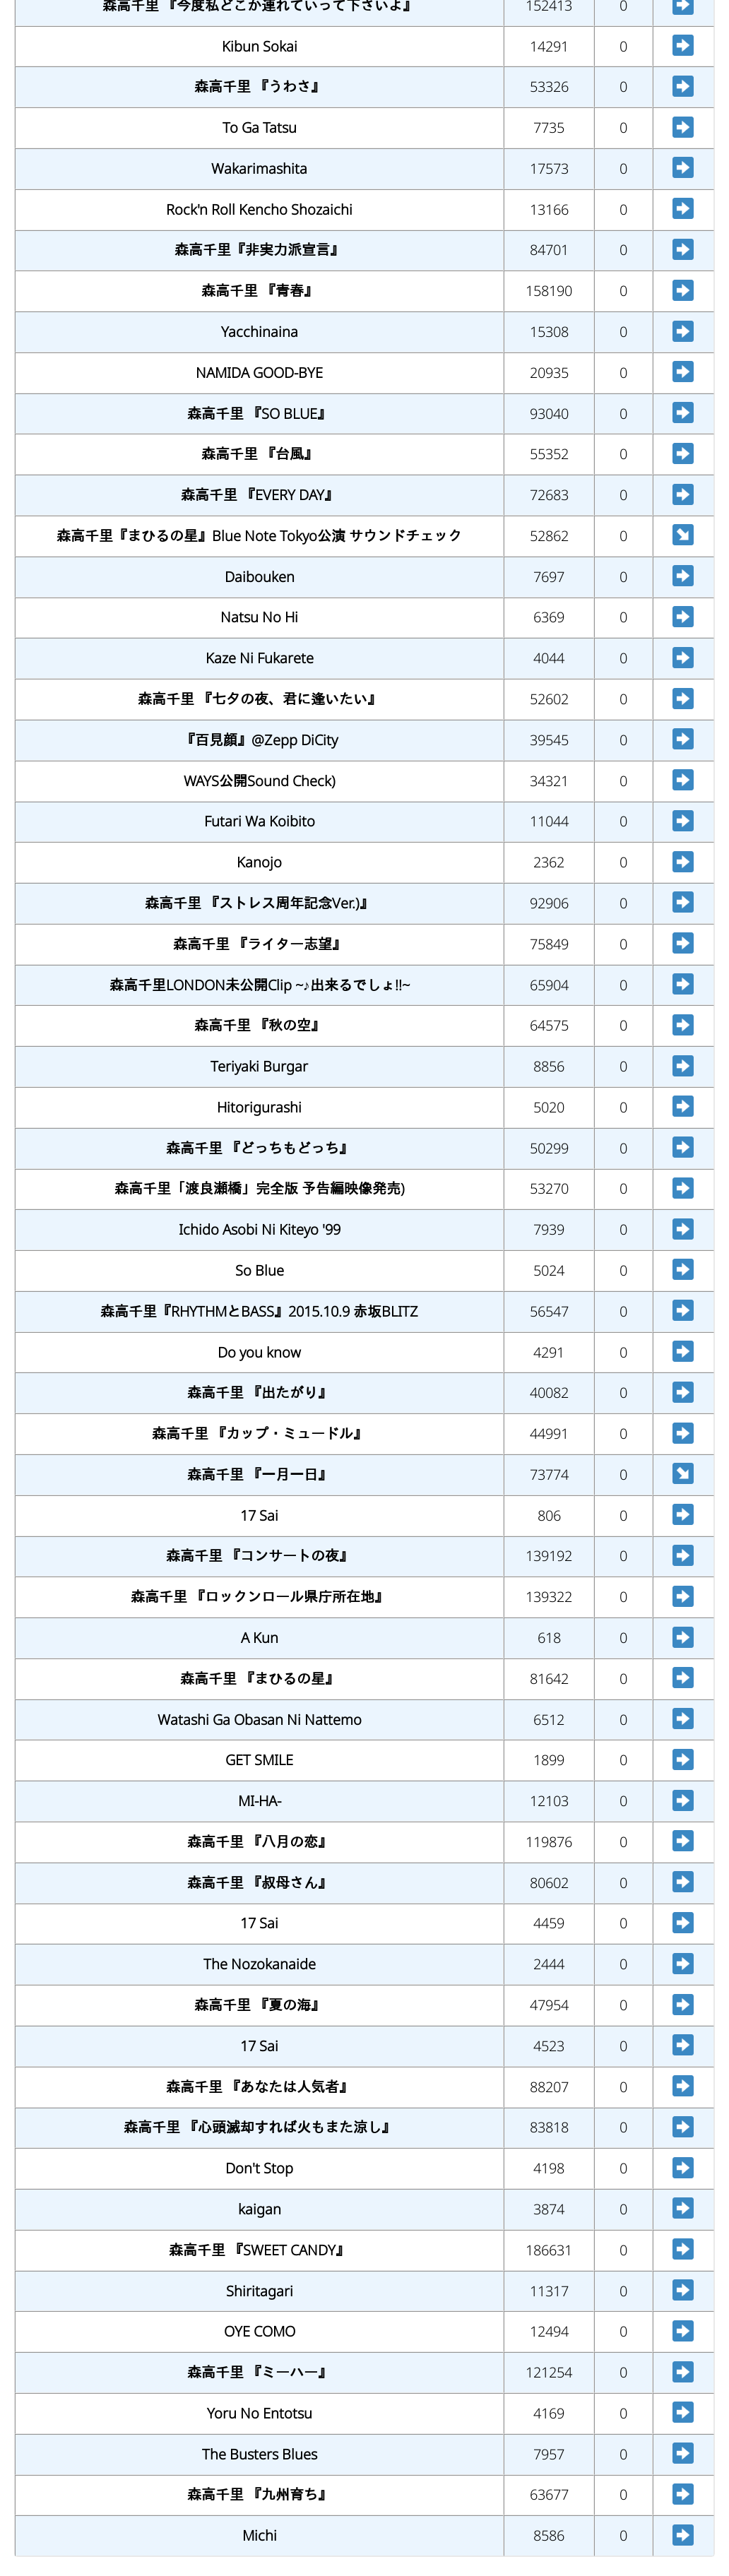 森高千里 『今度私どこか連れていって下さいよ』 152413 0
Kibun Sokai 14291 0
森高千里 『うわさ』 53326 0
To Ga Tatsu 7735 0
Wakarimashita 17573 0
Rock'n Roll Kencho Shozaichi 13166 0
森高千里『非実力派宣言』 84701 0
森高千里 『青春』 158190 0
Yacchinaina 15308 0
NAMIDA GOOD-BYE 20935 0
森高千里 『SO BLUE』 93040 0
森高千里 『台風』 55352 0
森高千里 『EVERY DAY』 72683 0
森高千里『まひるの星』Blue Note Tokyo公演 サウンドチェック 52862 0
Daibouken 7697 0
Natsu No Hi 6369 0
Kaze Ni Fukarete 4044 0
森高千里 『七夕の夜、君に逢いたい』 52602 0
『百見顔』@Zepp DiCity 39545 0
WAYS公開Sound Check) 34321 0
Futari Wa Koibito 11044 0
Kanojo 2362 0
森高千里 『ストレス周年記念Ver.)』 92906 0
森高千里 『ライター志望』 75849 0
森高千里LONDON未公開Clip ~♪出来るでしょ!!~ 65904 0
森高千里 『秋の空』 64575 0
Teriyaki Burgar 8856 0
Hitorigurashi 5020 0
森高千里 『どっちもどっち』 50299 0
森高千里「渡良瀬橋」完全版 予告編映像発売) 53270 0
Ichido Asobi Ni Kiteyo '99 7939 0
So Blue 5024 0
森高千里『RHYTHMとBASS』2015.10.9 赤坂BLITZ 56547 0
Do you know 4291 0
森高千里 『出たがり』 40082 0
森高千里 『カップ・ミュードル』 44991 0
森高千里 『一月一日』 73774 0
17 Sai 806 0
森高千里 『コンサートの夜』 139192 0
森高千里 『ロックンロール県庁所在地』 139322 0
A Kun 618 0
森高千里 『まひるの星』 81642 0
Watashi Ga Obasan Ni Nattemo 6512 0
GET SMILE 1899 0
MI-HA- 12103 0
森高千里 『八月の恋』 119876 0
森高千里 『叔母さん』 80602 0
17 Sai 4459 0
The Nozokanaide 2444 0
森高千里 『夏の海』 47954 0
17 Sai 4523 0
森高千里 『あなたは人気者』 88207 0
森高千里 『心頭滅却すれば火もまた涼し』 83818 0
Don't Stop 4198 0
kaigan 3874 0
森高千里 『SWEET CANDY』 186631 0
Shiritagari 11317 0
OYE COMO 12494 0
森高千里 『ミーハー』 121254 0
Yoru No Entotsu 4169 0
The Busters Blues 7957 0
森高千里 『九州育ち』 63677 0
Michi 8586 0